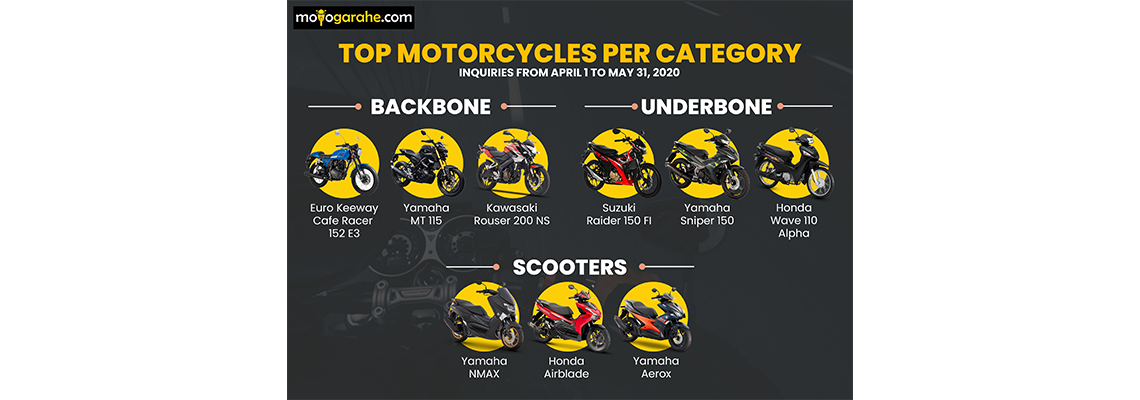 motogarahe.com
TOP MOTORCYCLES PER CATEGORY
INQUIRIES FROM APRIL 1 TO MAY 31, 2020
BACKBONE
Euro Keeway
Cafe Racer
152 E3
Yamaha
MT 115
Kawasaki
Rouser 200 NS
UNDERBONE
Suzuki
Raider 150 FI
Yamaha
Sniper 150
Honda
Wave 110
Alpha
SCOOTERS
Yamaha
NMAX
Honda
Airblade
Yamaha
Aerox